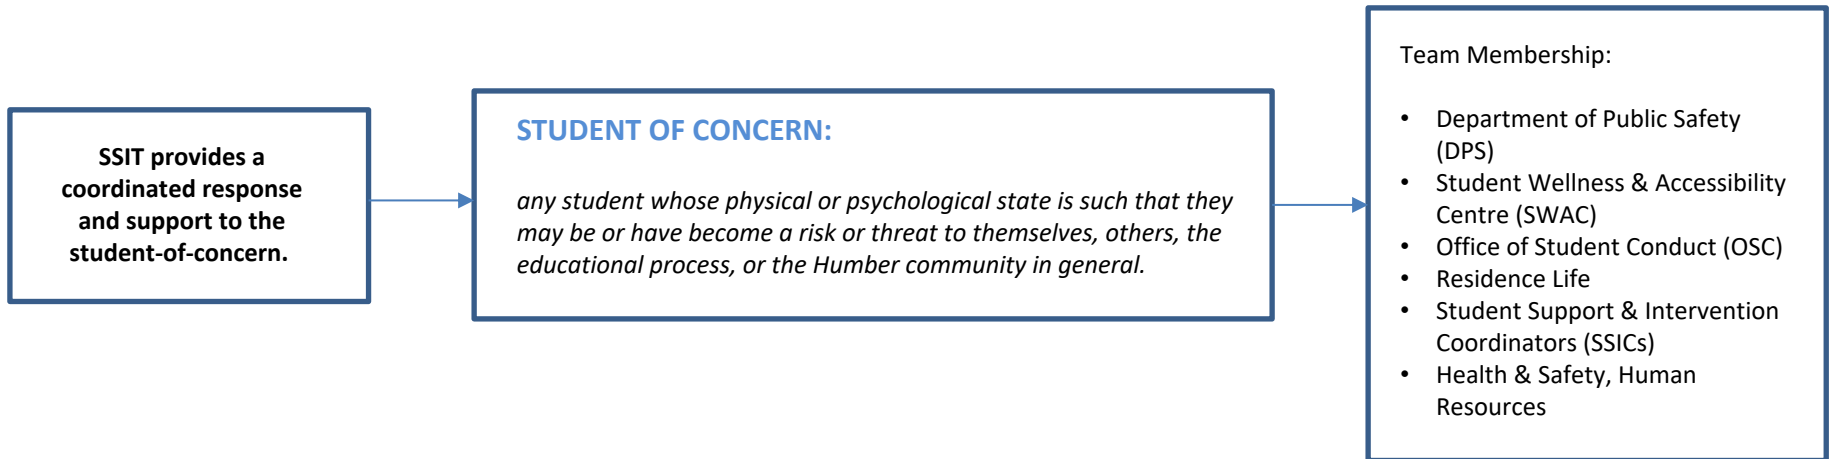 SSIT provides a
coordinated response
and support to the
student-of-concern.
STUDENT OF CONCERN:
any student whose physical or psychological state is such that they
may be or have become a risk or threat to themselves, others, the
educational process, or the Humber community in general.
Team Membership:
• Department of Public Safety
(DPS)
• Student Wellness & Accessibility
Centre (SWAC)
• Office of Student Conduct (OSC)
• Residence Life
• Student Support & Intervention
Coordinators (SSICs)
• Health & Safety, Human
Resources